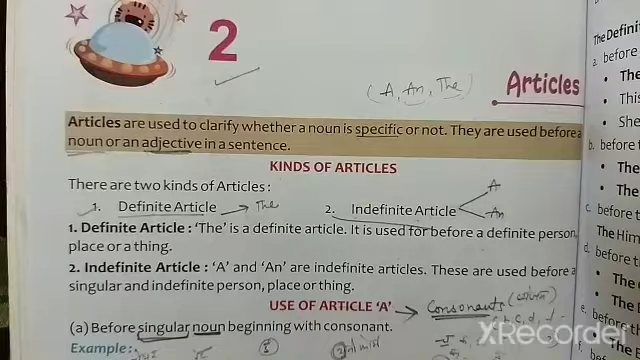 2
(A, An, The)
Articles
Articles are used to clarify whether a noun is specific or not. They are used before a
noun or an adjective in a sentence.
KINDS OF ARTICLES
There are two kinds of Articles :
A
1. Definite Article → The 2. Indefinite Article
An
1. Definite Article : 'The' is a definite article. It is used for before a definite person,
place or a thing.
2. Indefinite Article : 'A' and 'An' are indefinite articles. These are used before a
singular and indefinite person, place or thing.
USE OF ARTICLE 'A' → Consonants
(a) Before singular noun beginning with consonant.
Example :
The Defini
a. before
The
This
She
b. before t
The
The
c. before t
The Him
d. before t
The
The
e. before
f.
XRecorder